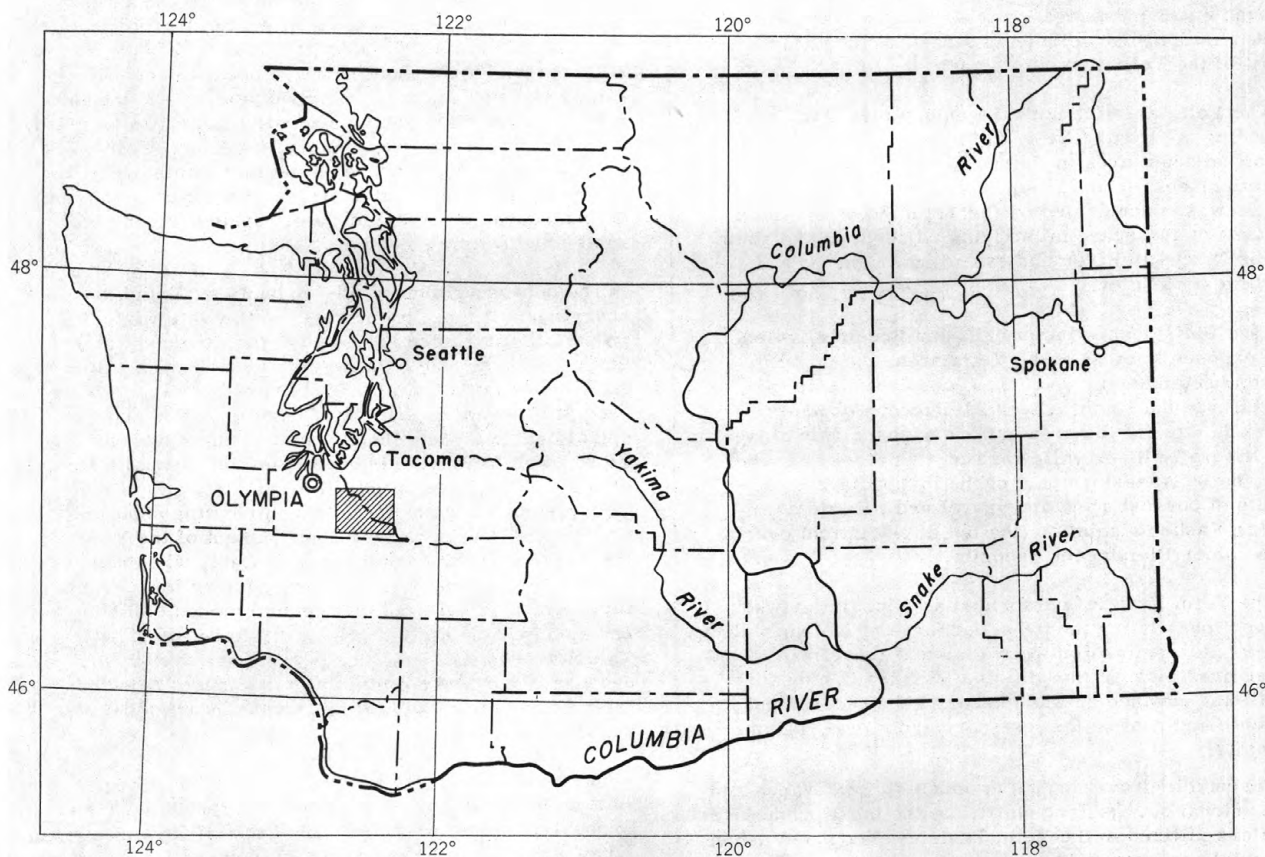 124°
122°
120°
118°
River
Columbia
48°
48°
Seattle
Spokane
Tacoma
Yakima
OLYMPIA
Snake
River
River
46°
RIVER
46°
COLUMBIA
124°
122°
120°
118°